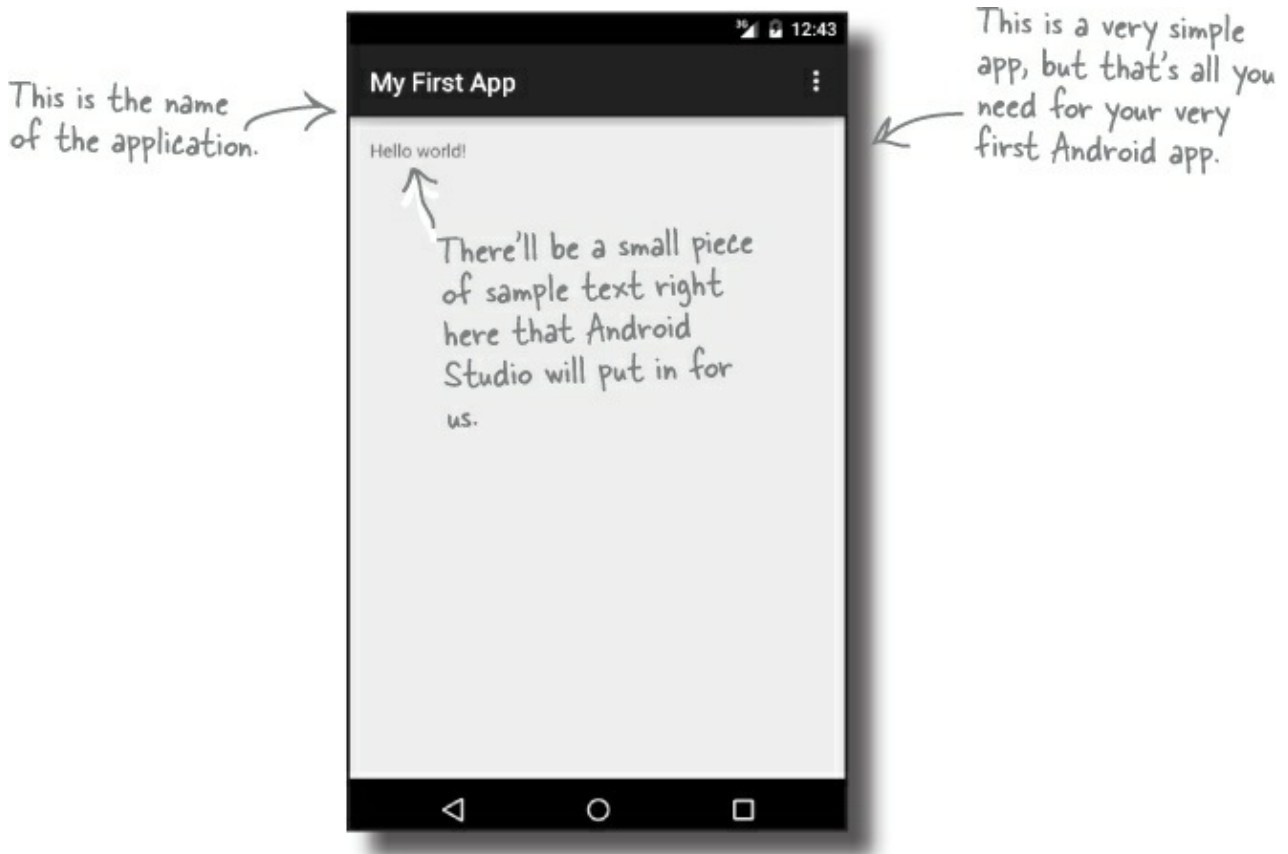 3G 12:43
My First App
Hello world!
This is the name
of the application.
This is a very simple
app, but that's all you
need for your very
first Android app.
There'll be a small piece
of sample text right
here that Android
Studio will put in for
us.